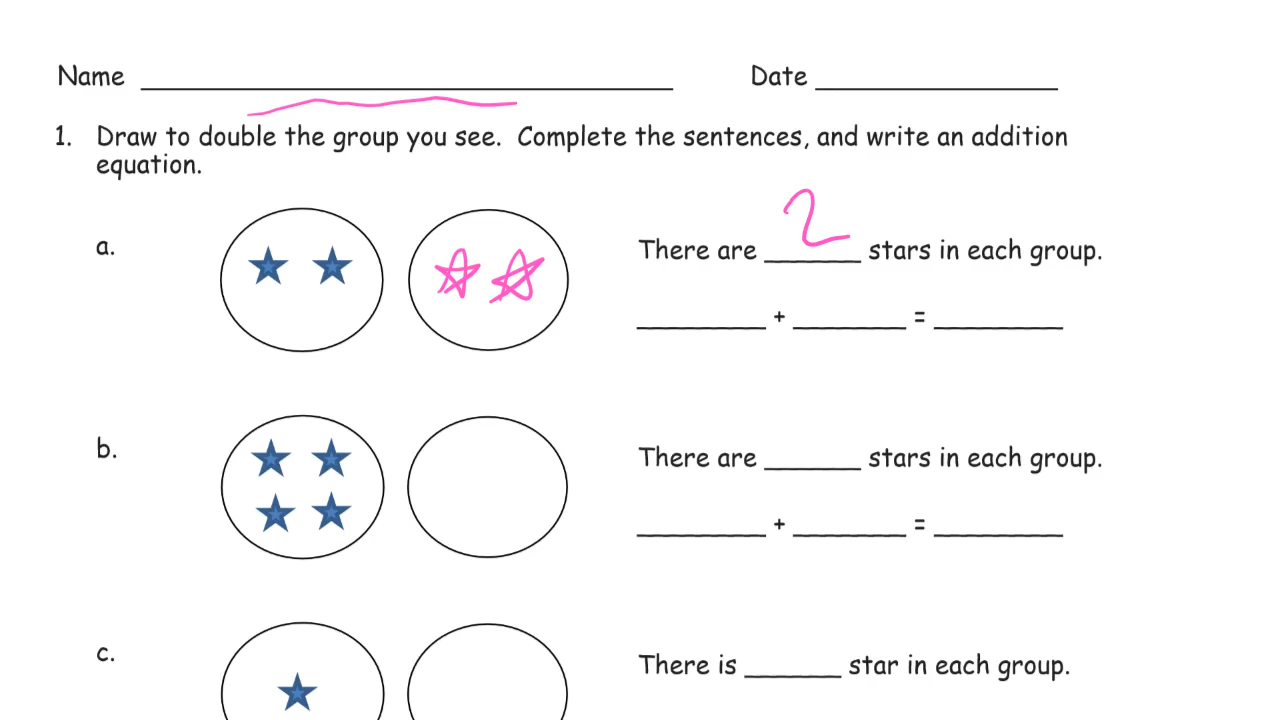 Name ______________ Date ______________
1. Draw to double the group you see. Complete the sentences, and write an addition
equation.
a. There are 2 stars in each group.
______ + ______ = ______
b. There are ______ stars in each group.
______ + ______ = ______
c. There is ______ star in each group.